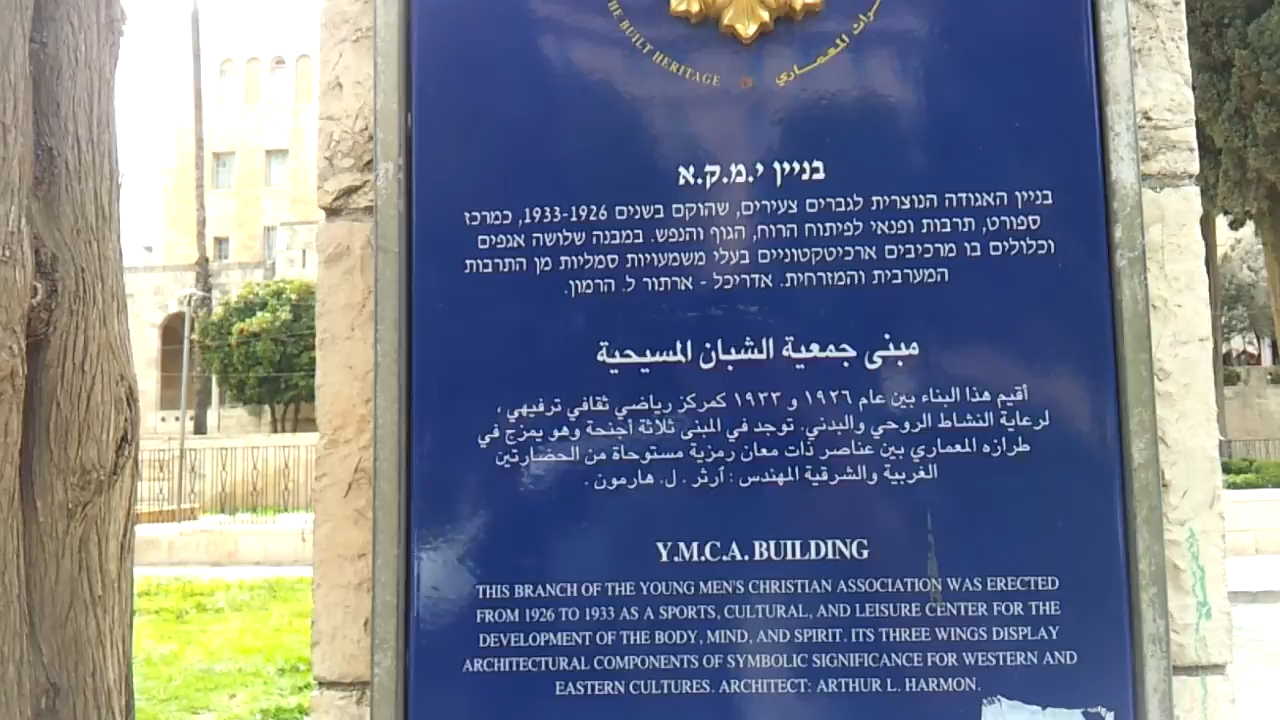 THE BUILT HERITAGE
المعماري
בניין י.מ.ק.א
בניין האגודה הנוצרית לגברים צעירים, שהוקם בשנים 1933-1926, כמרכז
ספורט, תרבות ופנאי לפיתוח הרוח, הגוף והנפש. במבנה שלושה אגפים
וכלולים בו מרכיבים ארכיטקטוניים בעלי משמעויות סמליות מן התרבות
המערבית והמזרחית. אדריכל - ארתור ל. הרמון.
مبنى جمعية الشبان المسيحية
أقيم هذا البناء بين عام ١٩٢٦ و ١٩٣٣ كمركز رياضي ثقافي ترفيهي ،
لرعاية النشاط الروحي والبدني. توجد في المبنى ثلاثة أجنحة وهو يمزج في
طرازه المعماري بين عناصر ذات معان رمزية مستوحاة من الحضارتين
الغربية والشرقية المهندس : آرثر . ل. هارمون .
Y.M.C.A. BUILDING
THIS BRANCH OF THE YOUNG MEN'S CHRISTIAN ASSOCIATION WAS ERECTED
FROM 1926 TO 1933 AS A SPORTS, CULTURAL, AND LEISURE CENTER FOR THE
DEVELOPMENT OF THE BODY, MIND, AND SPIRIT. ITS THREE WINGS DISPLAY
ARCHITECTURAL COMPONENTS OF SYMBOLIC SIGNIFICANCE FOR WESTERN AND
EASTERN CULTURES. ARCHITECT: ARTHUR L. HARMON.